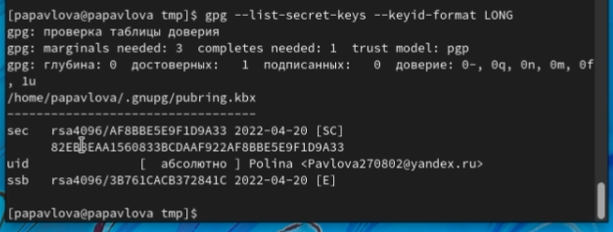 [papavlova@papavlova tmp]$ gpg --list-secret-keys --keyid-format LONG
gpg: проверка таблицы доверия
gpg: marginals needed: 3  completes needed: 1  trust model: pgp
gpg: глубина: 0  достоверных:   1  подписанных:   0  доверие: 0-, 0q, 0n, 0m, 0f
, 1u
/home/papavlova/.gnupg/pubring.kbx
----------------------------------
sec   rsa4096/AF8BBE5E9F1D9A33 2022-04-20 [SC]
      82EB8EAA1560833BCDAAF922AF8BBE5E9F1D9A33
uid              [  абсолютно ] Polina <Pavlova270802@yandex.ru>
ssb   rsa4096/3B761CACB372841C 2022-04-20 [E]
[papavlova@papavlova tmp]$